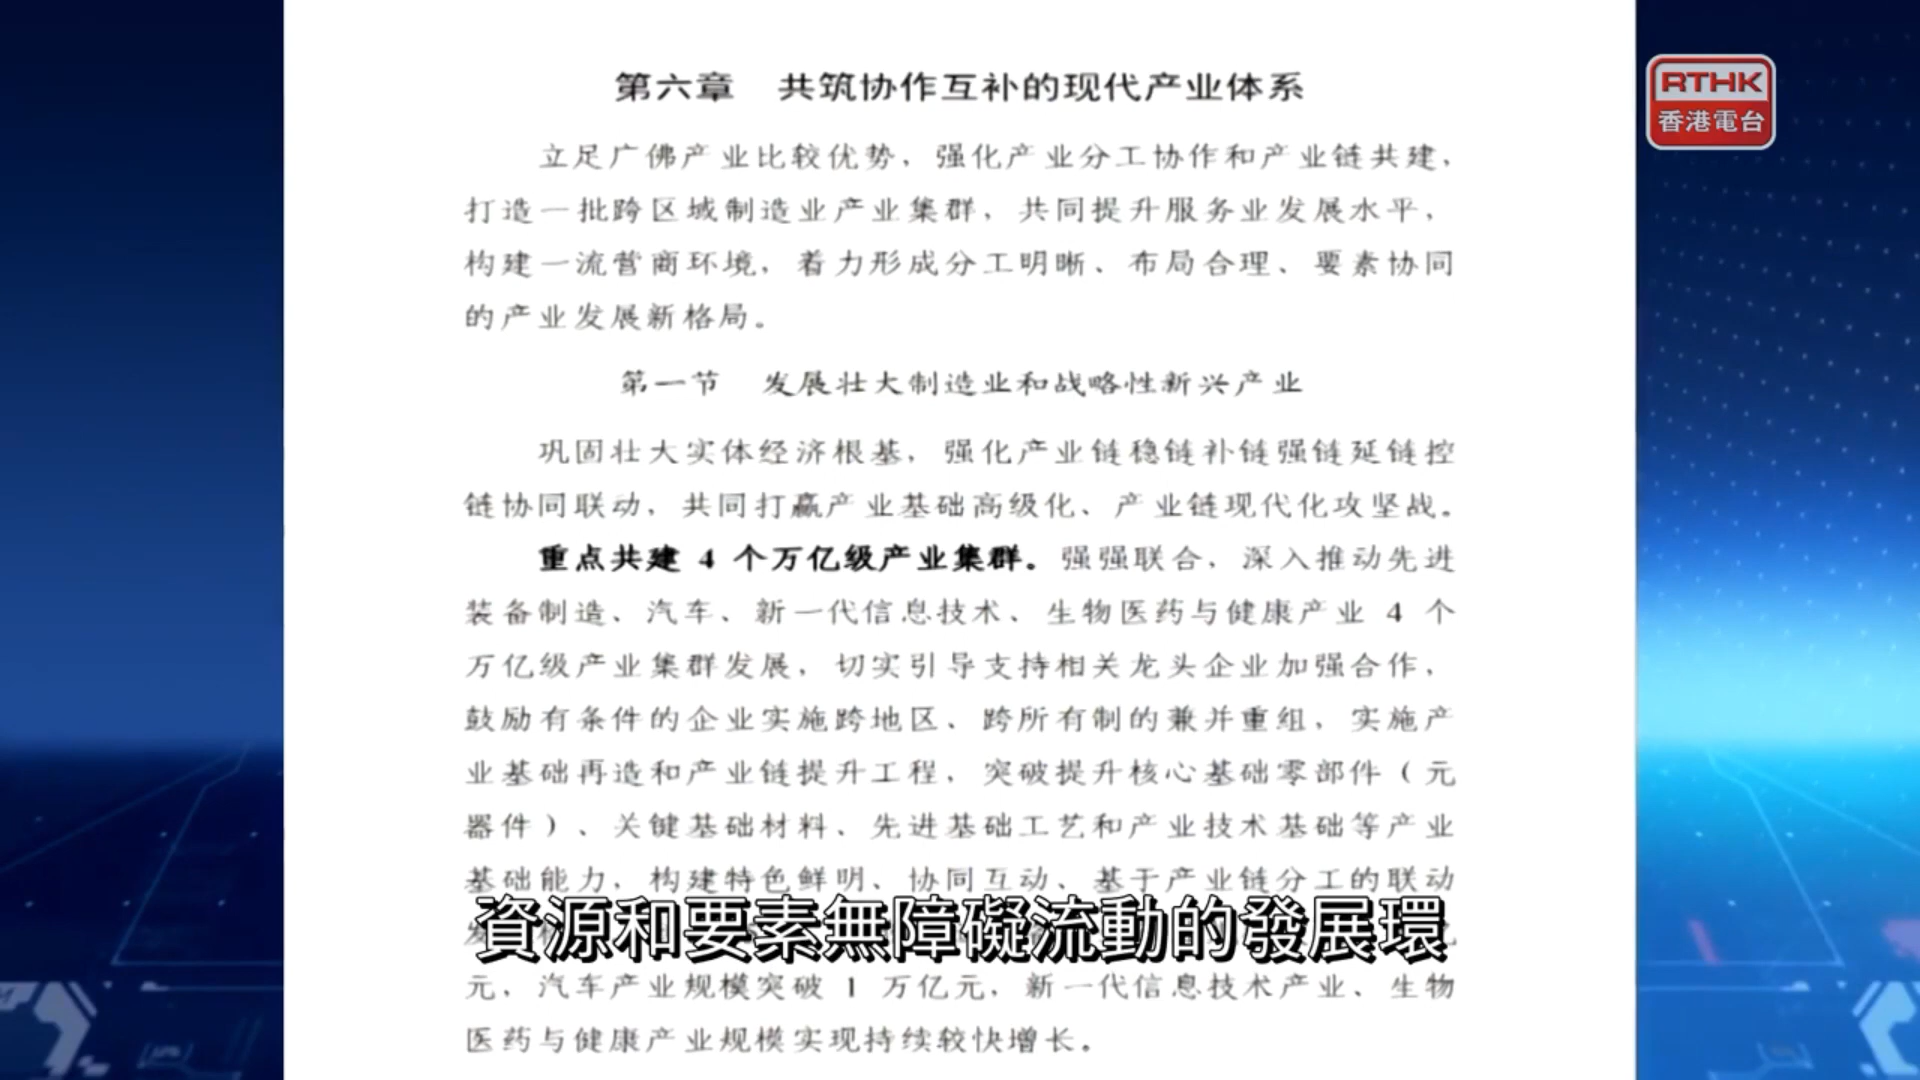 第六章 共筑协作互补的现代产业体系
RTHK
香港電台
立足广佛产业比较优势，强化产业分工协作和产业链共建，
打造一批跨区域制造业产业集群，共同提升服务业发展水平，
构建一流营商环境，着力形成分工明晰、布局合理、要素协同
的产业发展新格局。
第一节 发展壮大制造业和战略性新兴产业
巩固壮大实体经济根基，强化产业链稳链补链强链延链控
链协同联动，共同打赢产业基础高级化、产业链现代化攻坚战。
重点共建 4 个万亿级产业集群。强强联合，深入推动先进
装备制造、汽车、新一代信息技术、生物医药与健康产业 4 个
万亿级产业集群发展，切实引导支持相关龙头企业加强合作，
鼓励有条件的企业实施跨地区、跨所有制的兼并重组，实施产
业基础再造和产业链提升工程，突破提升核心基础零部件（元
器件）、关键基础材料、先进基础工艺和产业技术基础等产业
基础能力，构建特色鲜明、协同互动、基于产业链分工的联动
資源和要素無障礙流動的發展環
元，汽车产业规模突破 1 万亿元，新一代信息技术产业、生物
医药与健康产业规模实现持续较快增长。